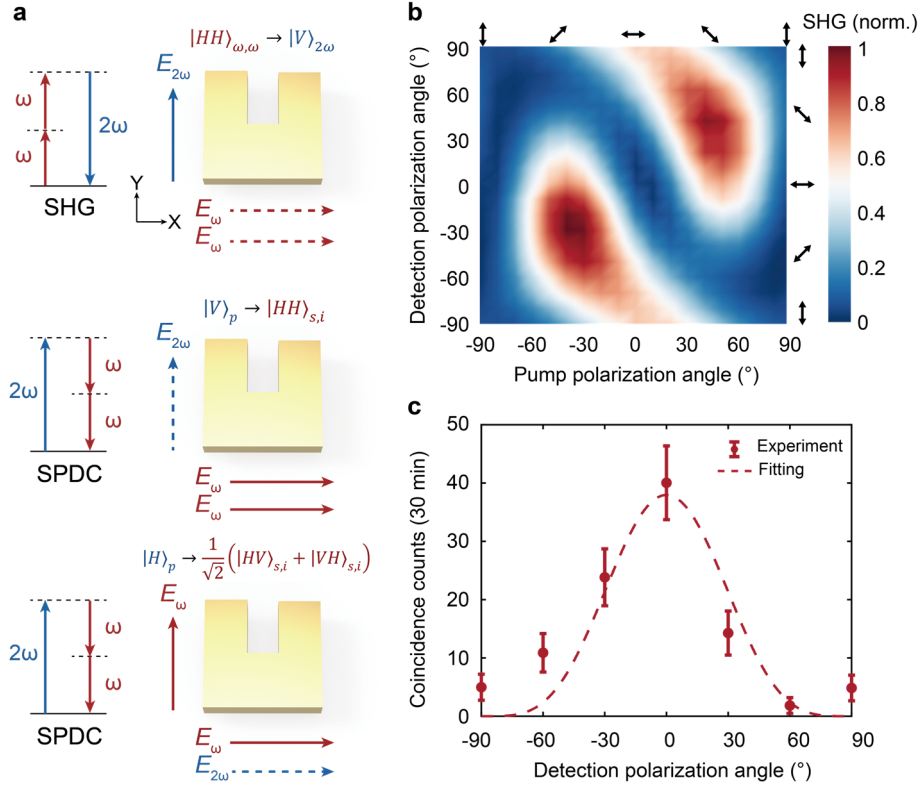 a
|HH⟩ω,ω → |V⟩2ω
E2ω
ω
ω
2ω
SHG
Y
X
Eω
Eω
|V⟩p → |HH⟩s,i
E2ω
2ω
ω
ω
SPDC
Eω
Eω
|H⟩p → 1/√2 (|HV⟩s,i + |VH⟩s,i)
Eω
2ω
ω
ω
SPDC
Eω
E2ω
b
SHG (norm.)
Detection polarization angle (°)
90
60
30
0
-30
-60
-90
-90
-60
-30
0
30
60
90
Pump polarization angle (°)
1
0.8
0.6
0.4
0.2
0
c
Coincidence counts (30 min)
50
40
30
20
10
0
Experiment
Fitting
-90
-60
-30
0
30
60
90
Detection polarization angle (°)